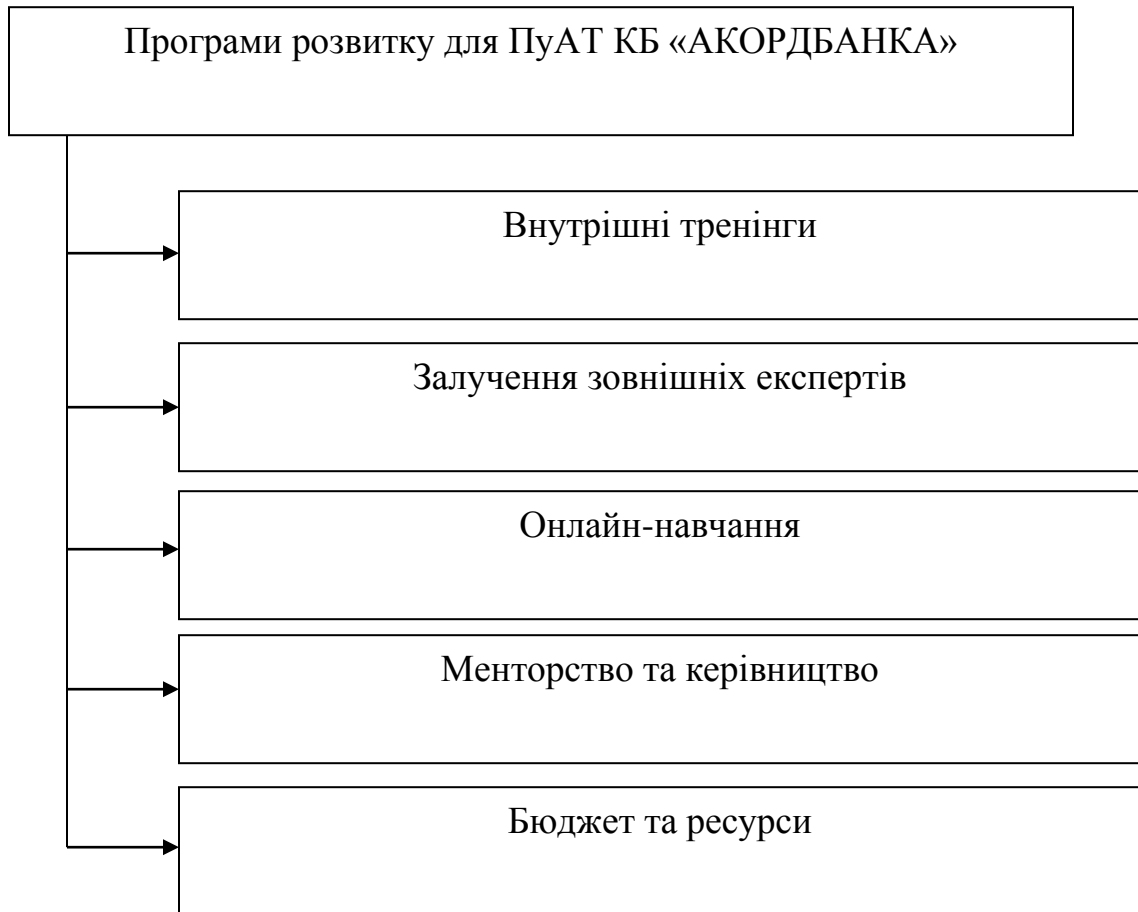 Програми розвитку для ПуАТ КБ «АКОРДБАНКА»
Внутрішні тренінги
Залучення зовнішніх експертів
Онлайн-навчання
Менторство та керівництво
Бюджет та ресурси